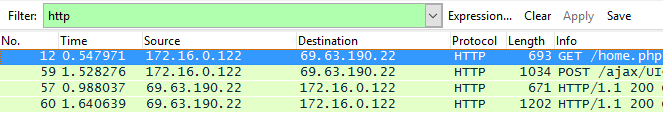 Filter: http Expression... Clear Apply Save
No. Time Source Destination Protocol Length Info
12 0.547971 172.16.0.122 69.63.190.22 HTTP 693 GET /home.php
59 1.528276 172.16.0.122 69.63.190.22 HTTP 1034 POST /ajax/UI
57 0.988037 69.63.190.22 172.16.0.122 HTTP 671 HTTP/1.1 200
60 1.640639 69.63.190.22 172.16.0.122 HTTP 1202 HTTP/1.1 200